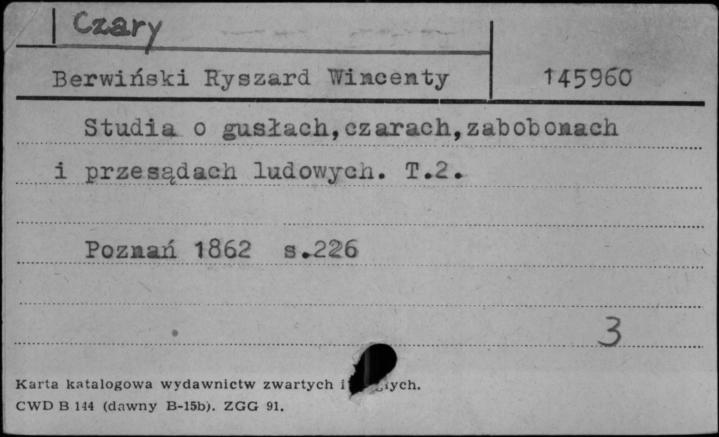 Czary
Berwiński Ryszard Wincenty 145960
Studia o gusłach,czarach,zabobonach
i przesądach ludowych. T.2.
Poznań 1862 s.226
3
Karta katalogowa wydawnictw zwartych i
CWD B 144 (dawny B-15b). ZGG 91.